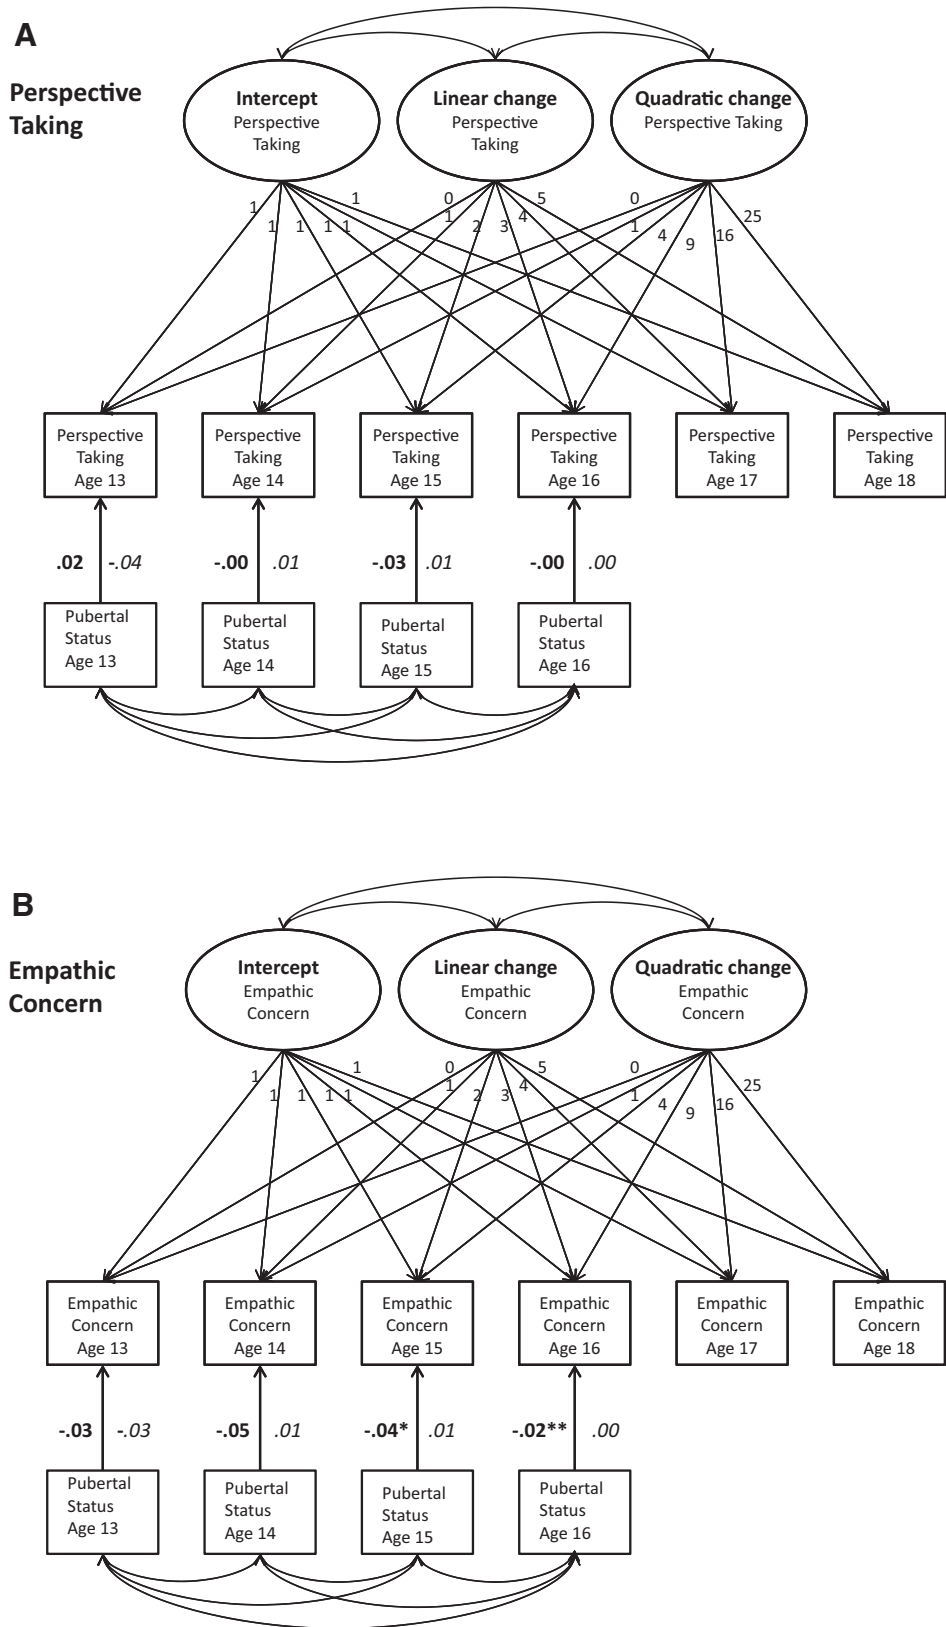 A
Perspective
Taking
Intercept
Perspective
Taking
Linear change
Perspective
Taking
Quadratic change
Perspective Taking
1
1
1
1
1
1
0
1
2
3
4
5
0
1
4
9
16
25
Perspective
Taking
Age 13
Perspective
Taking
Age 14
Perspective
Taking
Age 15
Perspective
Taking
Age 16
Perspective
Taking
Age 17
Perspective
Taking
Age 18
.02
-.04
-.00
.01
-.03
.01
-.00
.00
Pubertal
Status
Age 13
Pubertal
Status
Age 14
Pubertal
Status
Age 15
Pubertal
Status
Age 16
B
Empathic
Concern
Intercept
Empathic
Concern
Linear change
Empathic
Concern
Quadratic change
Empathic
Concern
1
1
1
1
1
1
0
1
2
3
4
5
0
1
4
9
16
25
Empathic
Concern
Age 13
Empathic
Concern
Age 14
Empathic
Concern
Age 15
Empathic
Concern
Age 16
Empathic
Concern
Age 17
Empathic
Concern
Age 18
-.03
-.03
-.05
.01
-.04*
.01
-.02**
.00
Pubertal
Status
Age 13
Pubertal
Status
Age 14
Pubertal
Status
Age 15
Pubertal
Status
Age 16